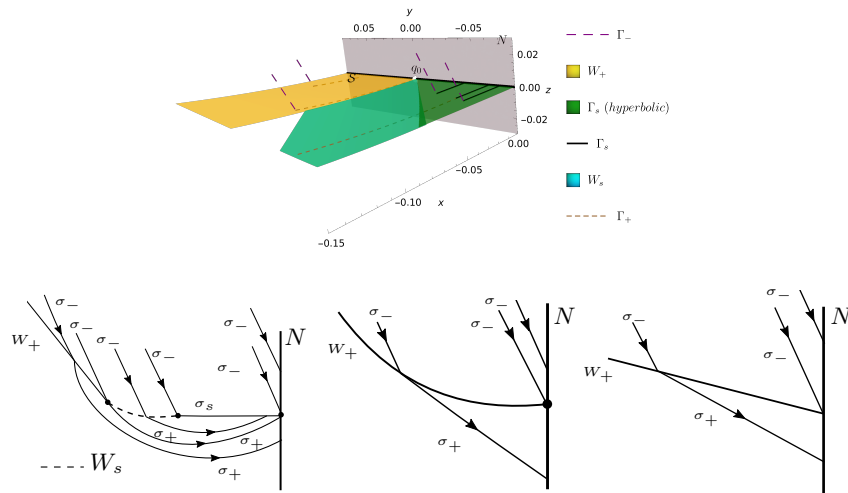 y
0.05 0.00 −0.05
N
0.02
q₀
S
0.00 z
−0.02
0.00
−0.05
x
−0.10
−0.15
Γ₋
W₊
Γₛ (hyperbolic)
Γₛ
Wₛ
Γ₊
σ₋
σ₋
W₊
σ₋
σ₋
σ₋
N
σ₋
σₛ
σ₊
σ₊
σ₊
Wₛ
σ₋
σ₋
N
W₊
σ₊
σ₋
σ₋
N
σ₋
W₊
σ₊